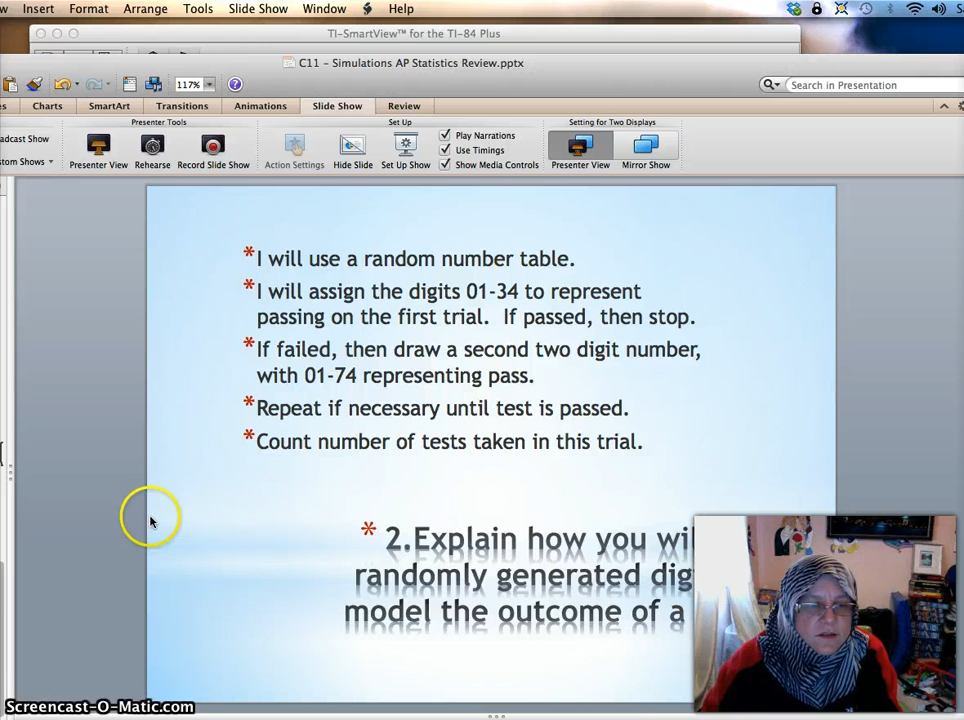 Insert Format Arrange Tools Slide Show Window Help
TI-SmartView™ for the TI-84 Plus
C11 – Simulations AP Statistics Review.pptx
117%
Search in Presentation
Charts SmartArt Transitions Animations Slide Show Review
Presenter Tools Set Up Setting for Two Displays
Play Narrations
Use Timings
Show Media Controls
Presenter View Rehearse Record Slide Show Action Settings Hide Slide Set Up Show Presenter View Mirror Show
*I will use a random number table.
*I will assign the digits 01-34 to represent
passing on the first trial. If passed, then stop.
*If failed, then draw a second two digit number,
with 01-74 representing pass.
*Repeat if necessary until test is passed.
*Count number of tests taken in this trial.
* 2.Explain how you wil
randomly generated dig
model the outcome of a
Screencast-O-Matic.com